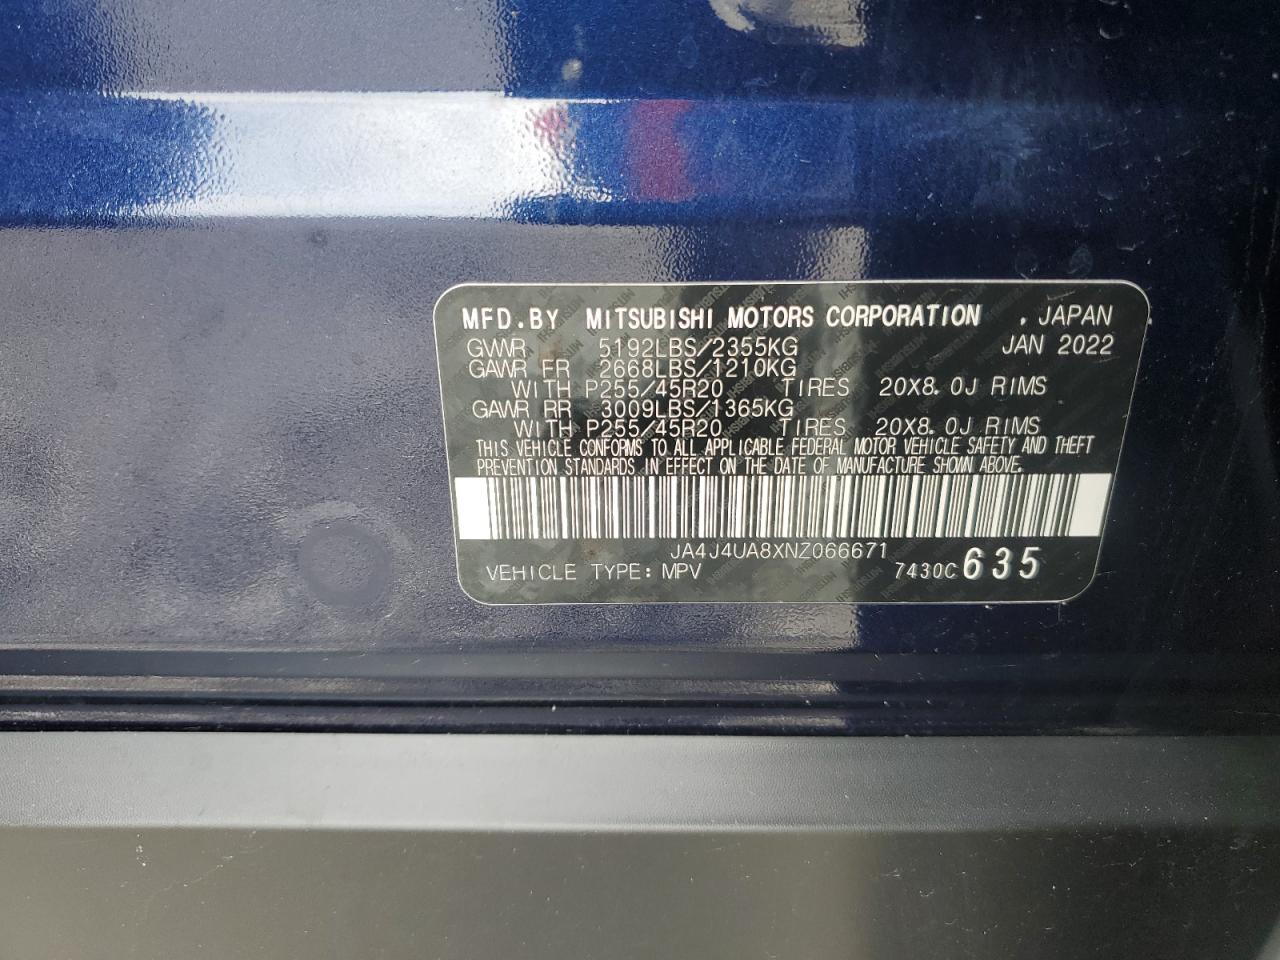 MFD.BY MITSUBISHI MOTORS CORPORATION . JAPAN
GVWR 5192LBS/2355KG JAN 2022
GAWR FR 2668LBS/1210KG
WITH P255/45R20 TIRES 20X8.0J RIMS
GAWR RR 3009LBS/1365KG
WITH P255/45R20 TIRES 20X8.0J RIMS
THIS VEHICLE CONFORMS TO ALL APPLICABLE FEDERAL MOTOR VEHICLE SAFETY AND THEFT
PREVENTION STANDARDS IN EFFECT ON THE DATE OF MANUFACTURE SHOWN ABOVE.
JA4J4UA8XNZ066671
VEHICLE TYPE: MPV 7430C 635